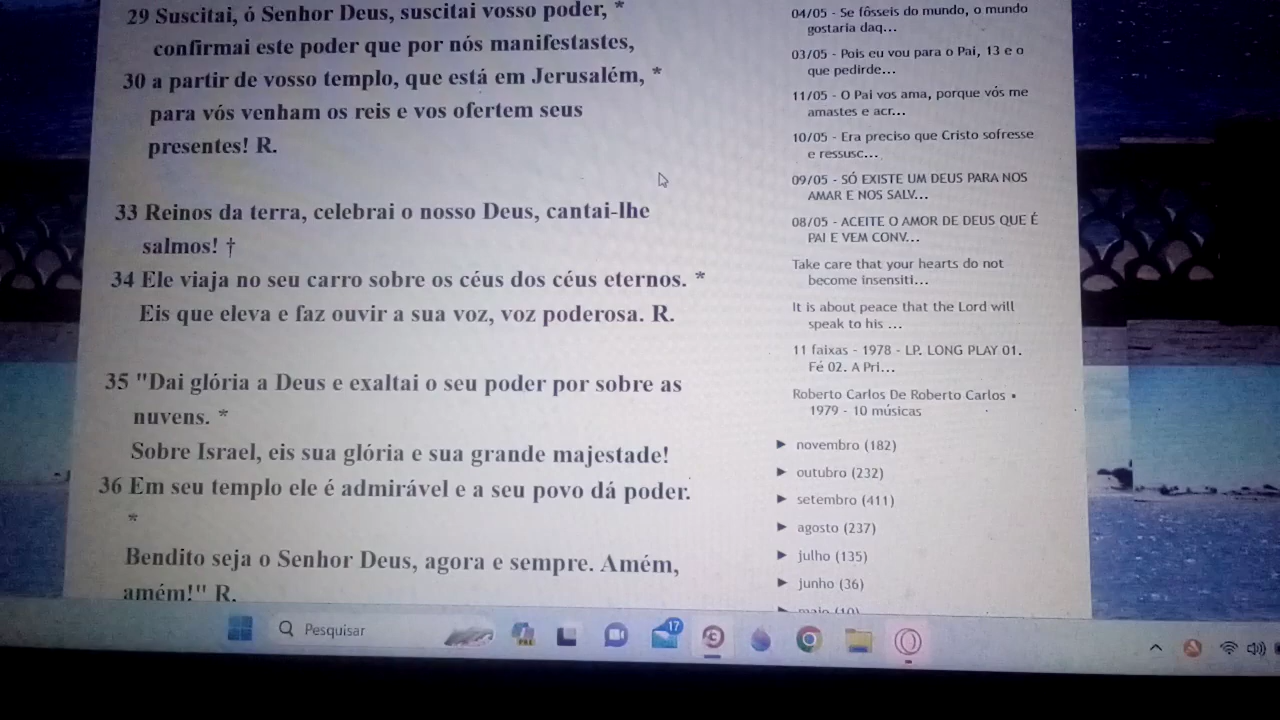 29 Suscitai, ó Senhor Deus, suscitai vosso poder, *
confirmai este poder que por nós manifestastes,
30 a partir de vosso templo, que está em Jerusalém, *
para vós venham os reis e vos ofertem seus
presentes! R.
33 Reinos da terra, celebrai o nosso Deus, cantai-lhe
salmos! †
34 Ele viaja no seu carro sobre os céus dos céus eternos. *
Eis que eleva e faz ouvir a sua voz, voz poderosa. R.
35 "Dai glória a Deus e exaltai o seu poder por sobre as
nuvens. *
Sobre Israel, eis sua glória e sua grande majestade!
36 Em seu templo ele é admirável e a seu povo dá poder.
*
Bendito seja o Senhor Deus, agora e sempre. Amém,
amém!" R.
04/05 - Se fôsseis do mundo, o mundo
gostaria daq...
03/05 - Pois eu vou para o Pai, 13 e o
que pedirde...
11/05 - O Pai vos ama, porque vós me
amastes e acr...
10/05 - Era preciso que Cristo sofresse
e ressusc...
09/05 - SÓ EXISTE UM DEUS PARA NOS
AMAR E NOS SALV...
08/05 - ACEITE O AMOR DE DEUS QUE É
PAI E VEM CONV...
Take care that your hearts do not
become insensiti...
It is about peace that the Lord will
speak to his ...
11 faixas - 1978 - LP. LONG PLAY 01.
Fé 02. A Pri...
Roberto Carlos De Roberto Carlos •
1979 - 10 músicas
► novembro (182)
► outubro (232)
► setembro (411)
► agosto (237)
► julho (135)
► junho (36)
► maio (10)
Pesquisar
PRE
17